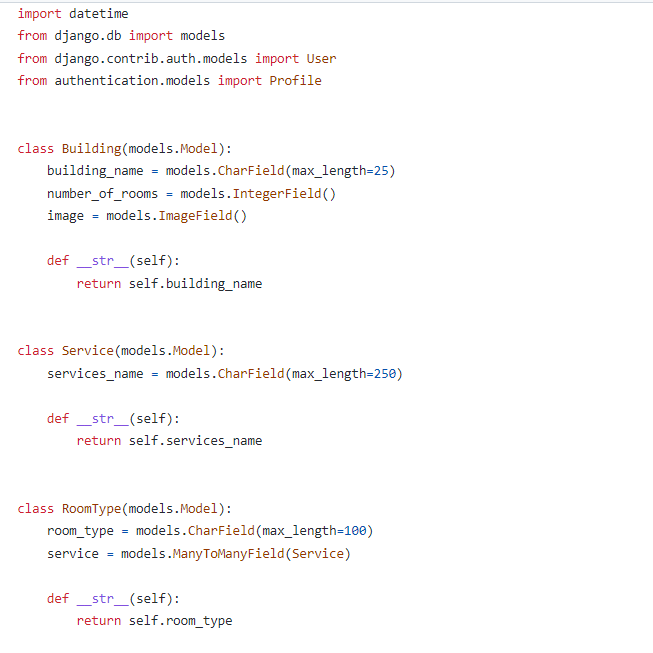 import datetime
from django.db import models
from django.contrib.auth.models import User
from authentication.models import Profile
class Building(models.Model):
    building_name = models.CharField(max_length=25)
    number_of_rooms = models.IntegerField()
    image = models.ImageField()
    def __str__(self):
        return self.building_name
class Service(models.Model):
    services_name = models.CharField(max_length=250)
    def __str__(self):
        return self.services_name
class RoomType(models.Model):
    room_type = models.CharField(max_length=100)
    service = models.ManyToManyField(Service)
    def __str__(self):
        return self.room_type